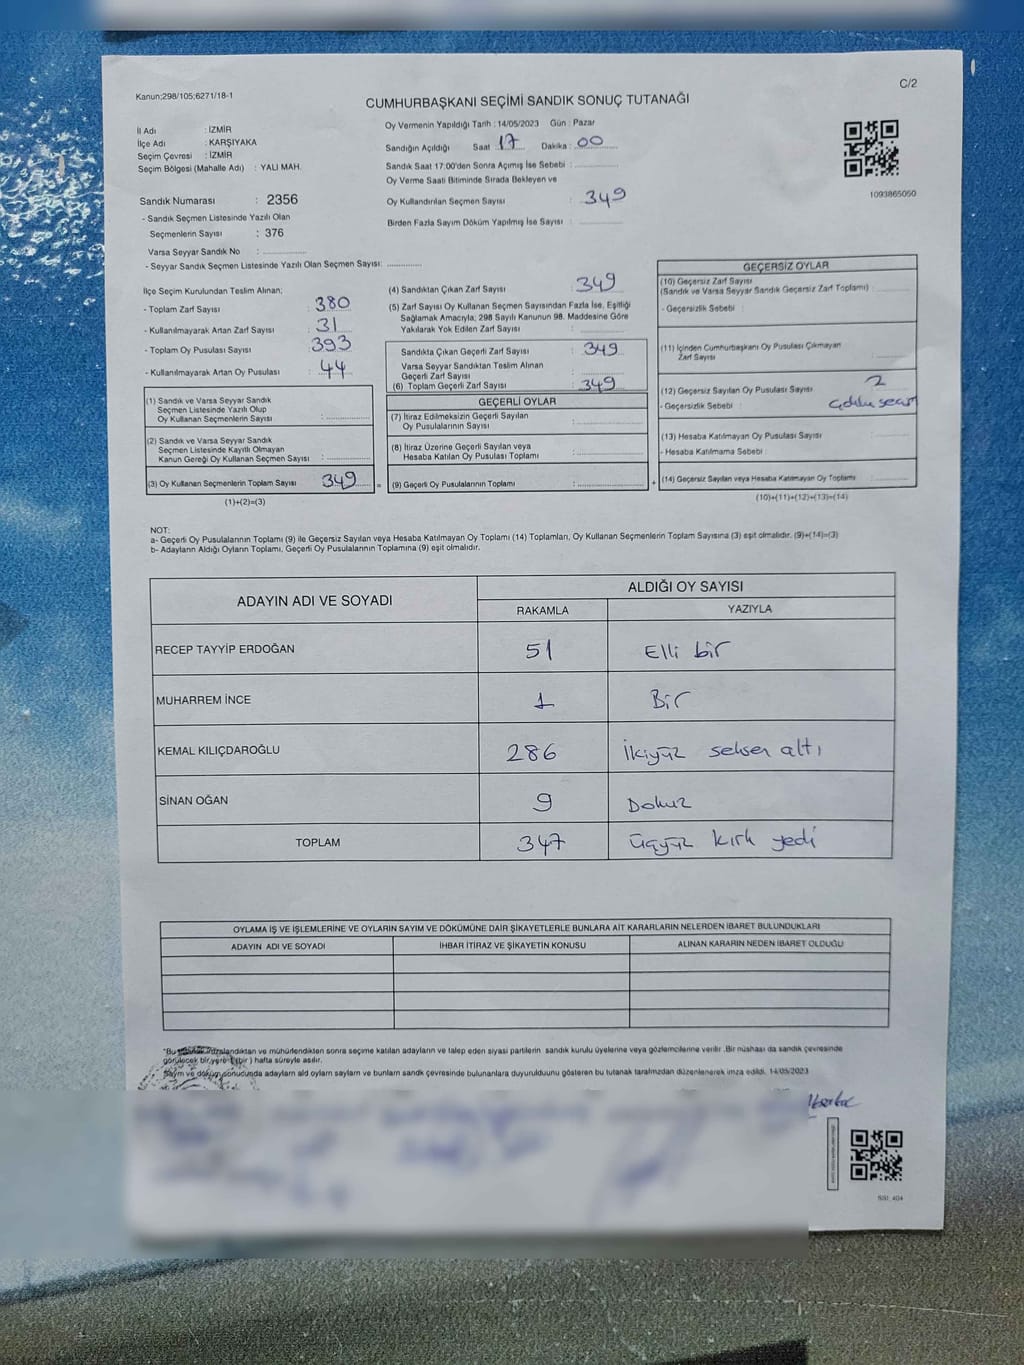 Kanun;298/105;6271/18-1
C/2
CUMHURBAŞKANI SEÇİMİ SANDIK SONUÇ TUTANAĞI
İl Adı : İZMİR
İlçe Adı : KARŞIYAKA
Seçim Çevresi : İZMİR
Seçim Bölgesi (Mahalle Adı) : YALI MAH.
Oy Vermenin Yapıldığı Tarih : 14/05/2023 Gün : Pazar
Sandığın Açıldığı Saat : 17 Dakika : 00
Sandık Saat 17:00'den Sonra Açımış İse Sebebi :
Oy Verme Saati Bitiminde Sırada Bekleyen ve
Oy Kullandırılan Seçmen Sayısı : 349
Birden Fazla Sayım Döküm Yapılmış İse Sayısı :
1093865050
Sandık Numarası : 2356
- Sandık Seçmen Listesinde Yazılı Olan
Seçmenlerin Sayısı : 376
Varsa Seyyar Sandık No :
- Seyyar Sandık Seçmen Listesinde Yazılı Olan Seçmen Sayısı:
İlçe Seçim Kurulundan Teslim Alınan;
- Toplam Zarf Sayısı : 380
- Kullanılmayarak Artan Zarf Sayısı : 31
- Toplam Oy Pusulası Sayısı : 393
- Kullanılmayarak Artan Oy Pusulası : 44
(1) Sandık ve Varsa Seyyar Sandık
Seçmen Listesinde Yazılı Olup
Oy Kullanan Seçmenlerin Sayısı :
(2) Sandık ve Varsa Seyyar Sandık
Seçmen Listesinde Kayıtlı Olmayan
Kanun Gereği Oy Kullanan Seçmen Sayısı :
(3) Oy Kullanan Seçmenlerin Toplam Sayısı 349 =
(1)+(2)=(3)
(4) Sandıktan Çıkan Zarf Sayısı : 349
(5) Zarf Sayısı Oy Kullanan Seçmen Sayısından Fazla İse, Eşitliği
Sağlamak Amacıyla; 298 Sayılı Kanunun 98. Maddesine Göre
Yakılarak Yok Edilen Zarf Sayısı :
Sandıkta Çıkan Geçerli Zarf Sayısı : 349
Varsa Seyyar Sandıktan Teslim Alınan
Geçerli Zarf Sayısı :
(6) Toplam Geçerli Zarf Sayısı : 349
GEÇERLİ OYLAR
(7) İtiraz Edilmeksizin Geçerli Sayılan
Oy Pusulalarının Sayısı :
(8) İtiraz Üzerine Geçerli Sayılan veya
Hesaba Katılan Oy Pusulası Toplamı :
(9) Geçerli Oy Pusulalarının Toplamı : +
GEÇERSİZ OYLAR
(10) Geçersiz Zarf Sayısı
(Sandık ve Varsa Seyyar Sandık Geçersiz Zarf Toplamı) :
- Geçersizlik Sebebi :
(11) İçinden Cumhurbaşkanı Oy Pusulası Çıkmayan
Zarf Sayısı :
(12) Geçersiz Sayılan Oy Pusulası Sayısı : 2
- Geçersizlik Sebebi :
(13) Hesaba Katılmayan Oy Pusulası Sayısı :
- Hesaba Katılmama Sebebi :
(14) Geçersiz Sayılan veya Hesaba Katılmayan Oy Toplamı :
(10)+(11)+(12)+(13)=(14)
NOT:
a- Geçerli Oy Pusulalarının Toplamı (9) ile Geçersiz Sayılan veya Hesaba Katılmayan Oy Toplamı (14) Toplamları, Oy Kullanan Seçmenlerin Toplam Sayısına (3) eşit olmalıdır. (9)+(14)=(3)
b- Adayların Aldığı Oyların Toplamı, Geçerli Oy Pusulalarının Toplamına (9) eşit olmalıdır.
ADAYIN ADI VE SOYADI
ALDIĞI OY SAYISI
RAKAMLA YAZIYLA
RECEP TAYYİP ERDOĞAN 51 Elli bir
MUHARREM İNCE 1 Bir
KEMAL KILIÇDAROĞLU 286 İkiyüz seksen altı
SİNAN OĞAN 9 Dokuz
TOPLAM 347 üçyüz kırk yedi
OYLAMA İŞ VE İŞLEMLERİNE VE OYLARIN SAYIM VE DÖKÜMÜNE DAİR ŞİKAYETLERLE BUNLARA AİT KARARLARIN NELERDEN İBARET BULUNDUKLARI
ADAYIN ADI VE SOYADI İHBAR İTİRAZ VE ŞİKAYETİN KONUSU ALINAN KARARIN NEDEN İBARET OLDUĞU
ve mühürlendikten sonra seçime katılan adayların ve talep eden siyasi partilerin sandık kurulu üyelerine veya gözlemcilerine verilir .Bir nüshası da sandık çevresinde
görülecek bir yere 1 (bir ) hafta süreyle asılır.
Sayım ve döküm sonucunda adayların ald oyların sayların ve bunların sandk çevresinde bulunanlara duyurulduunu gösteren bu tutanak tarafmzdan düzenlenerek imza edildi. 14/05/2023